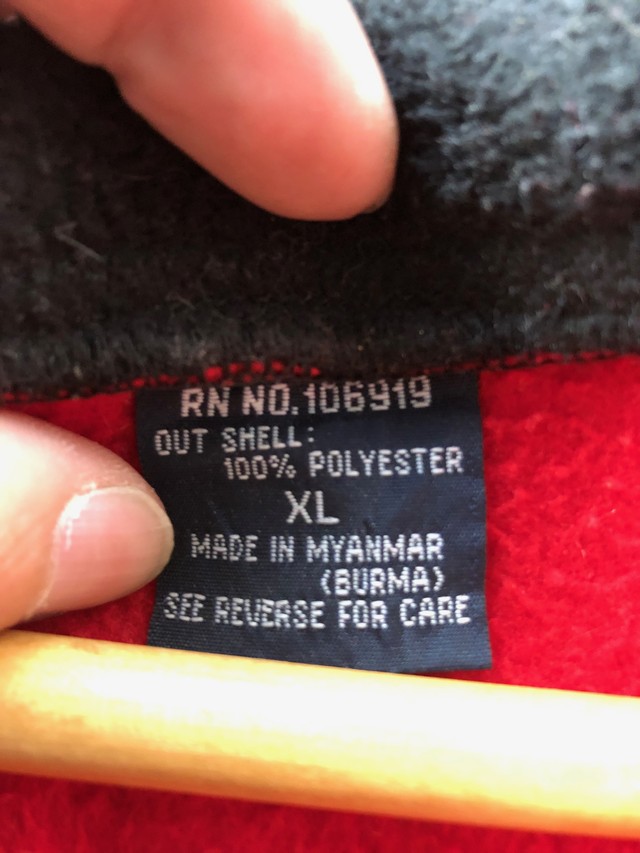 RN NO.106919
OUT SHELL:
100% POLYESTER
XL
MADE IN MYANMAR
(BURMA)
SEE REVERSE FOR CARE